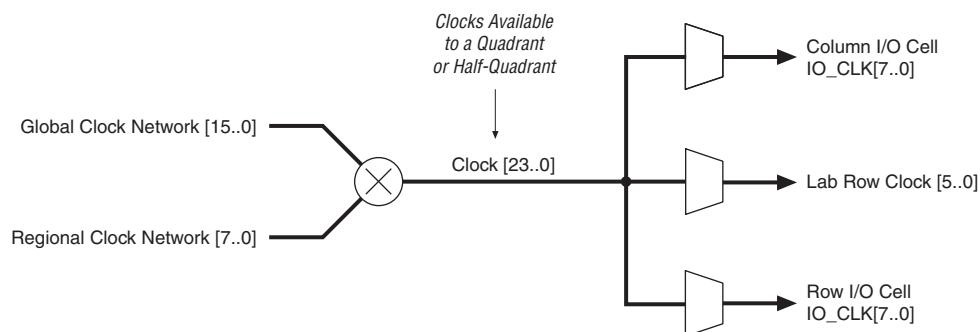 Clocks Available
to a Quadrant
or Half-Quadrant
Column I/O Cell
IO_CLK[7..0]
Global Clock Network [15..0]
Clock [23..0]
Lab Row Clock [5..0]
Regional Clock Network [7..0]
Row I/O Cell
IO_CLK[7..0]